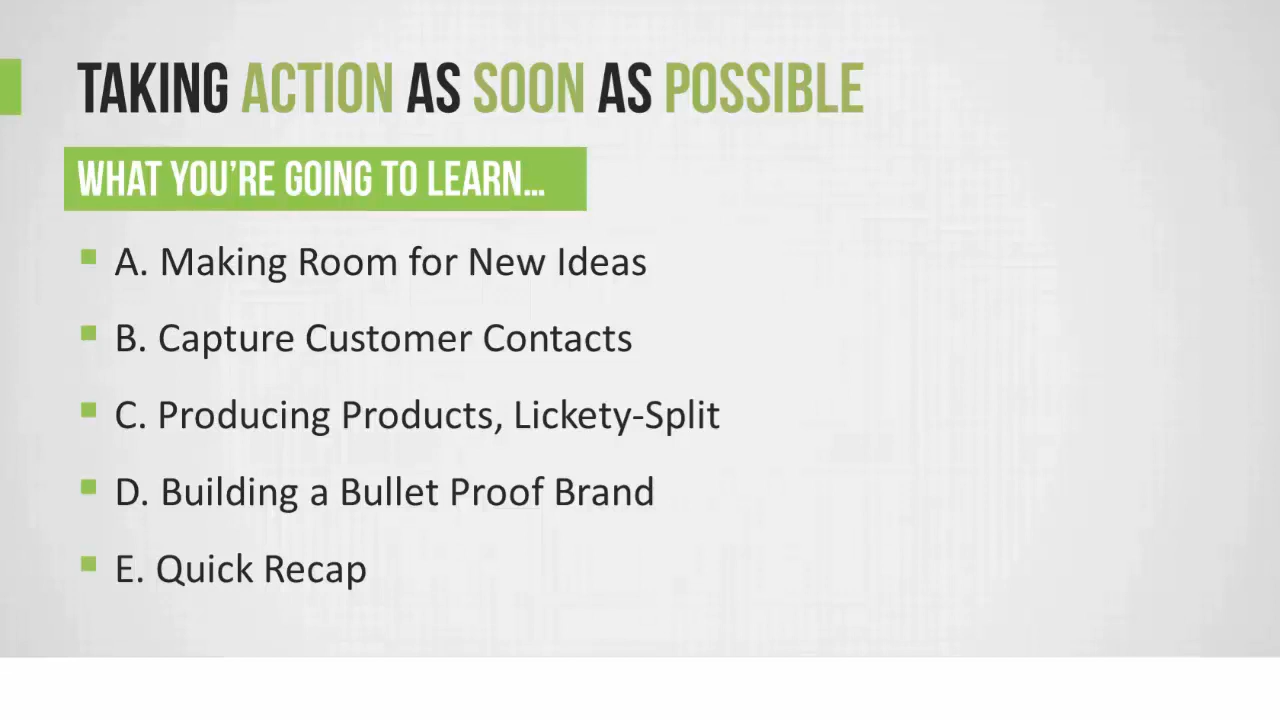 TAKING ACTION AS SOON AS POSSIBLE
WHAT YOU'RE GOING TO LEARN...
A. Making Room for New Ideas
B. Capture Customer Contacts
C. Producing Products, Lickety-Split
D. Building a Bullet Proof Brand
E. Quick Recap